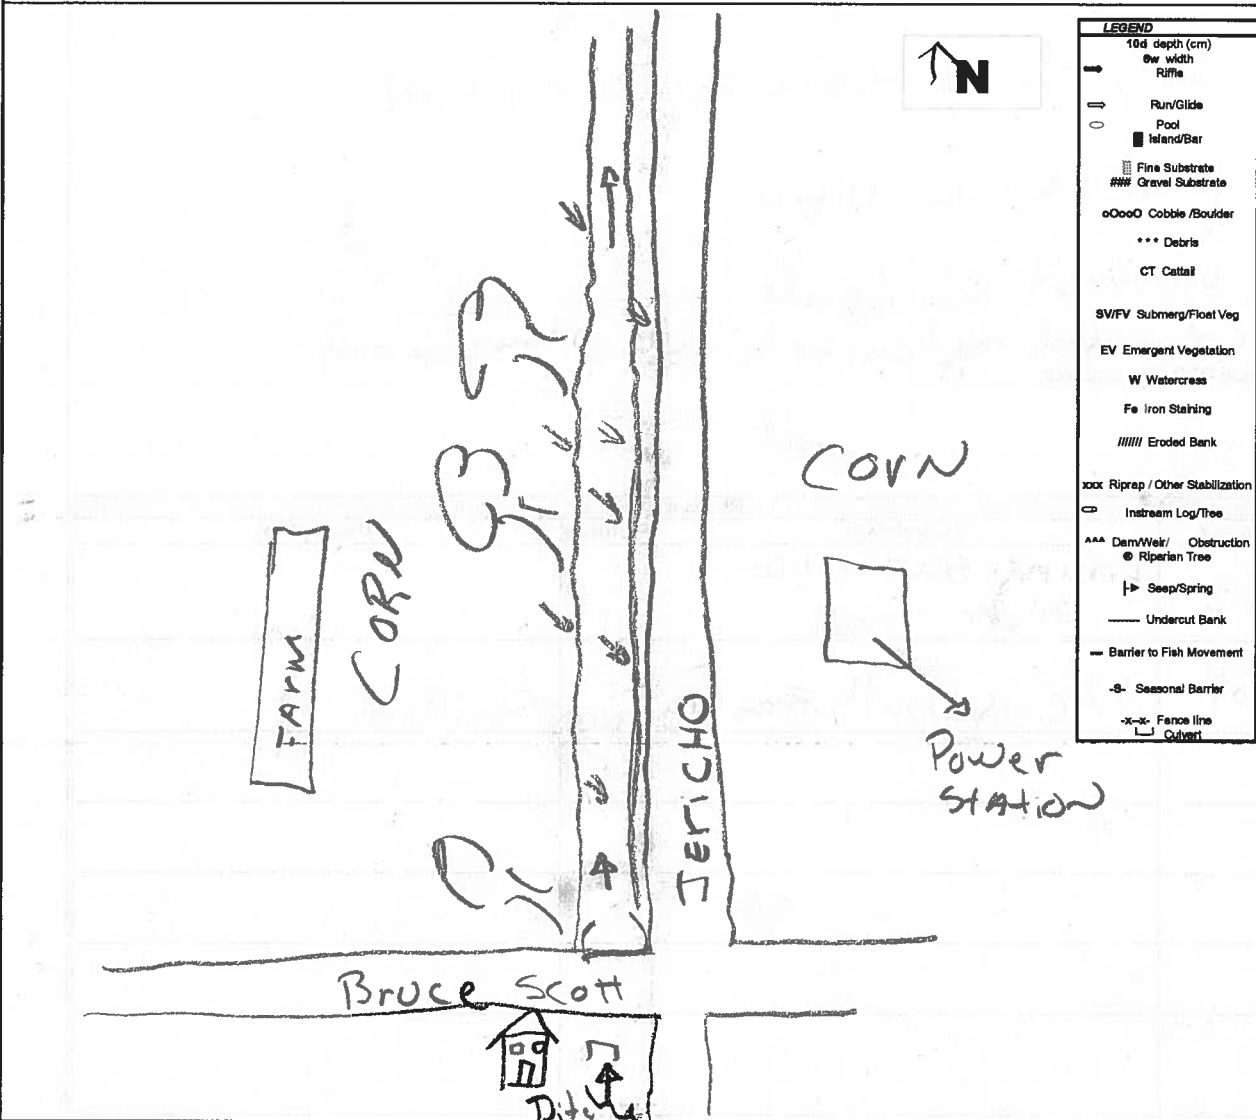 N
LEGEND
10d depth (cm)
6w width
Riffle
Run/Glide
Pool
Island/Bar
Fine Substrate
### Gravel Substrate
oOooO Cobble /Boulder
*** Debris
CT Cattail
SV/FV Submerg/Float Veg
EV Emergent Vegetation
W Watercress
Fe Iron Staining
/////// Eroded Bank
xxx Riprap / Other Stabilization
Instream Log/Tree
^^^ Dam/Weir/ Obstruction
Riparian Tree
Seep/Spring
Undercut Bank
Barrier to Fish Movement
-S- Seasonal Barrier
-x-x- Fence line
Culvert
CorN
CORN
FArm
JEriCHO
Power
StAtioN
Bruce Scott